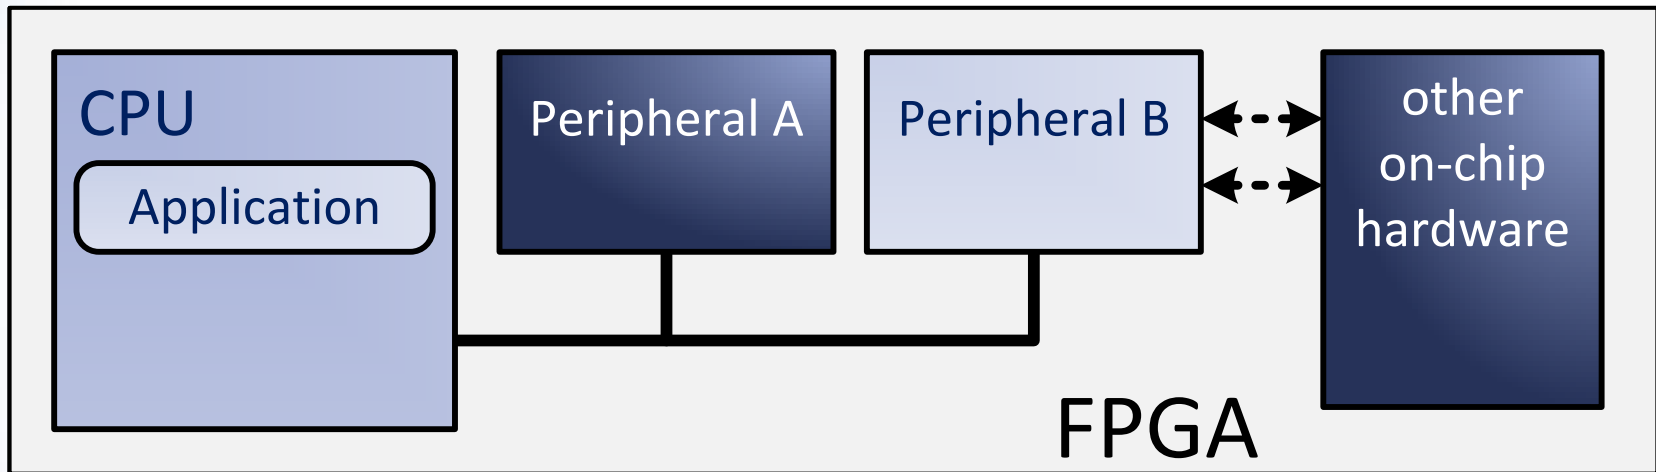 CPU
Application
Peripheral A
Peripheral B
other
on-chip
hardware
FPGA